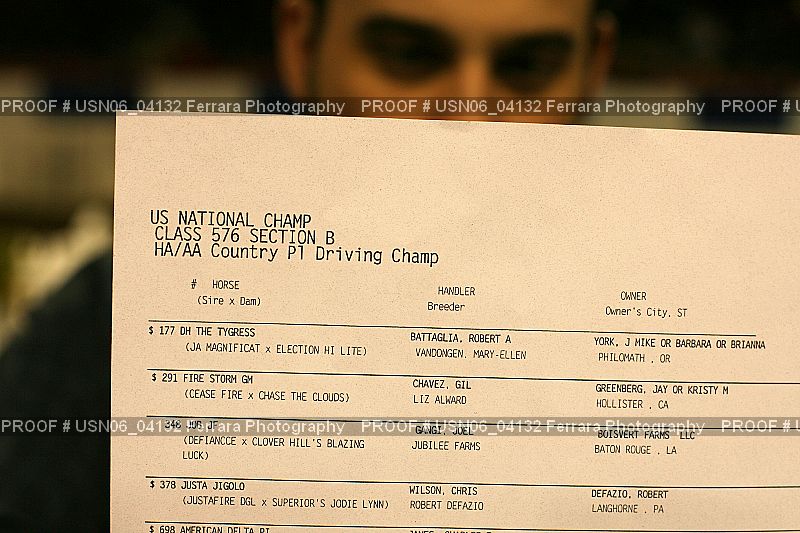 PROOF # USN06_04132 Ferrara Photography PROOF # USN06_04132 Ferrara Photography PROOF # U
US NATIONAL CHAMP
CLASS 576 SECTION B
HA/AA Country Pl Driving Champ
# HORSE HANDLER OWNER
(Sire x Dam) Breeder Owner's City, ST
$ 177 DH THE TYGRESS BATTAGLIA, ROBERT A YORK, J MIKE OR BARBARA OR BRIANNA
(JA MAGNIFICAT x ELECTION HI LITE) VANDONGEN, MARY-ELLEN PHILOMATH , OR
$ 291 FIRE STORM GM CHAVEZ, GIL GREENBERG, JAY OR KRISTY M
(CEASE FIRE x CHASE THE CLOUDS) LIZ ALWARD HOLLISTER , CA
PROOF # USN06_04132 Ferrara Photography PROOF # USN06_04132 Ferrara Photography PROOF # U
JOEL BOISVERT FARMS LLC
(DEFIANCCE x CLOVER HILL'S BLAZING JUBILEE FARMS BATON ROUGE , LA
LUCK)
$ 378 JUSTA JIGOLO WILSON, CHRIS DEFAZIO, ROBERT
(JUSTAFIRE DGL x SUPERIOR'S JODIE LYNN) ROBERT DEFAZIO LANGHORNE , PA
$ 698 AMERICAN DELTA